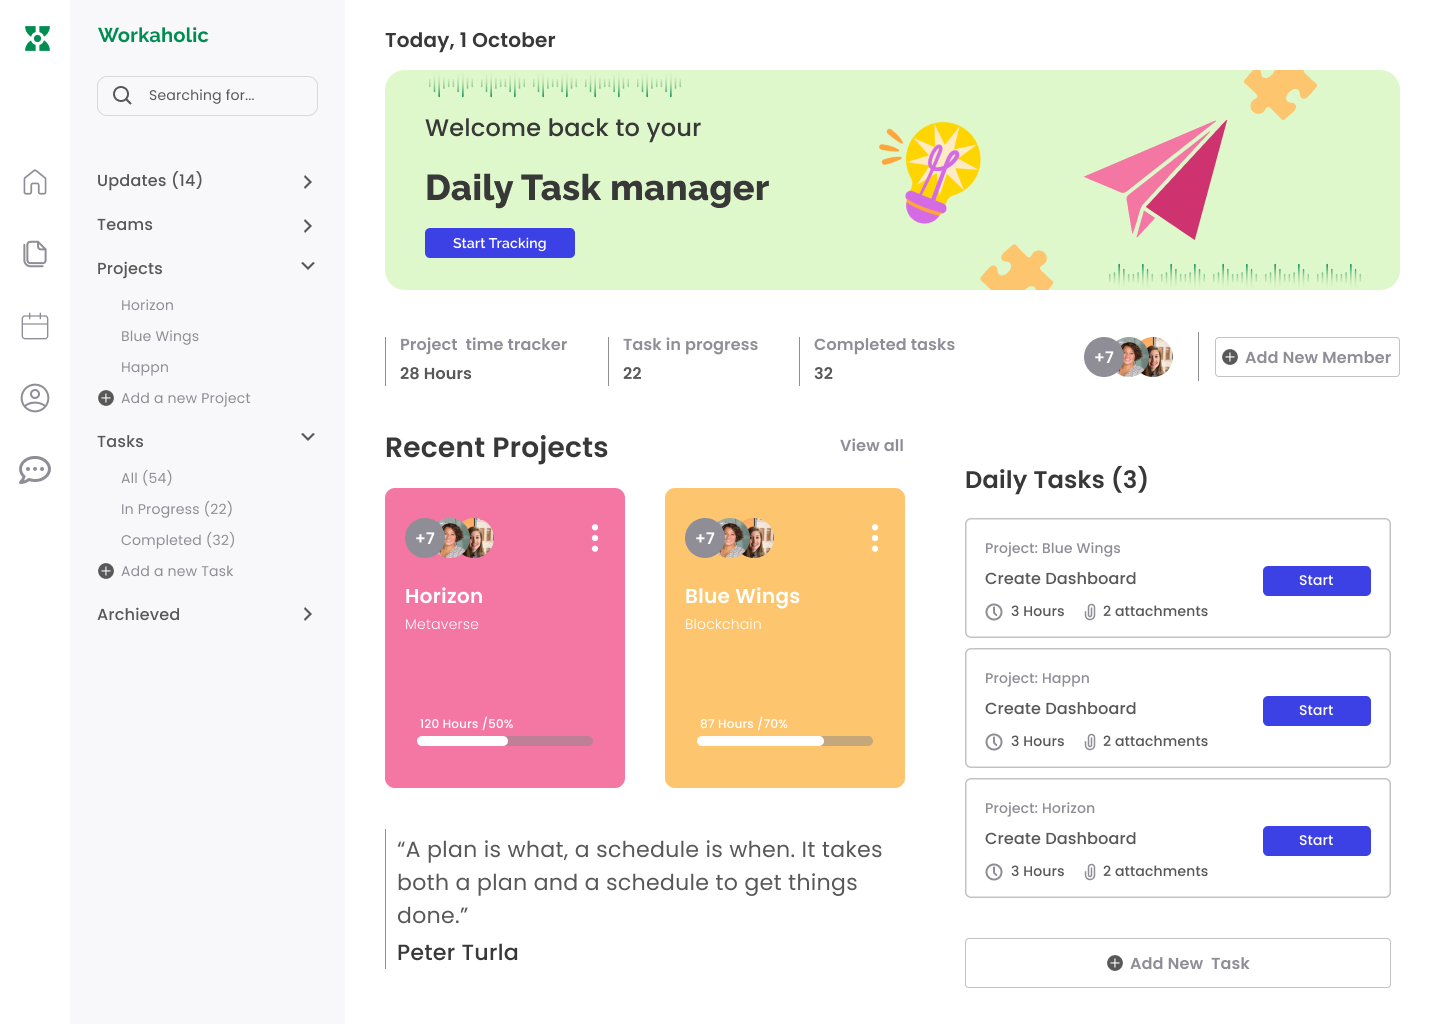 Workaholic
Searching for...
Updates (14)
Teams
Projects
Horizon
Blue Wings
Happn
Add a new Project
Tasks
All (54)
In Progress (22)
Completed (32)
Add a new Task
Archieved
Today, 1 October
Welcome back to your
Daily Task manager
Start Tracking
Project time tracker
28 Hours
Task in progress
22
Completed tasks
32
+7
Add New Member
Recent Projects
View all
+7
Horizon
Metaverse
120 Hours /50%
+7
Blue Wings
Blockchain
87 Hours /70%
“A plan is what, a schedule is when. It takes
both a plan and a schedule to get things
done.”
Peter Turla
Daily Tasks (3)
Project: Blue Wings
Create Dashboard
Start
3 Hours 2 attachments
Project: Happn
Create Dashboard
Start
3 Hours 2 attachments
Project: Horizon
Create Dashboard
Start
3 Hours 2 attachments
Add New Task